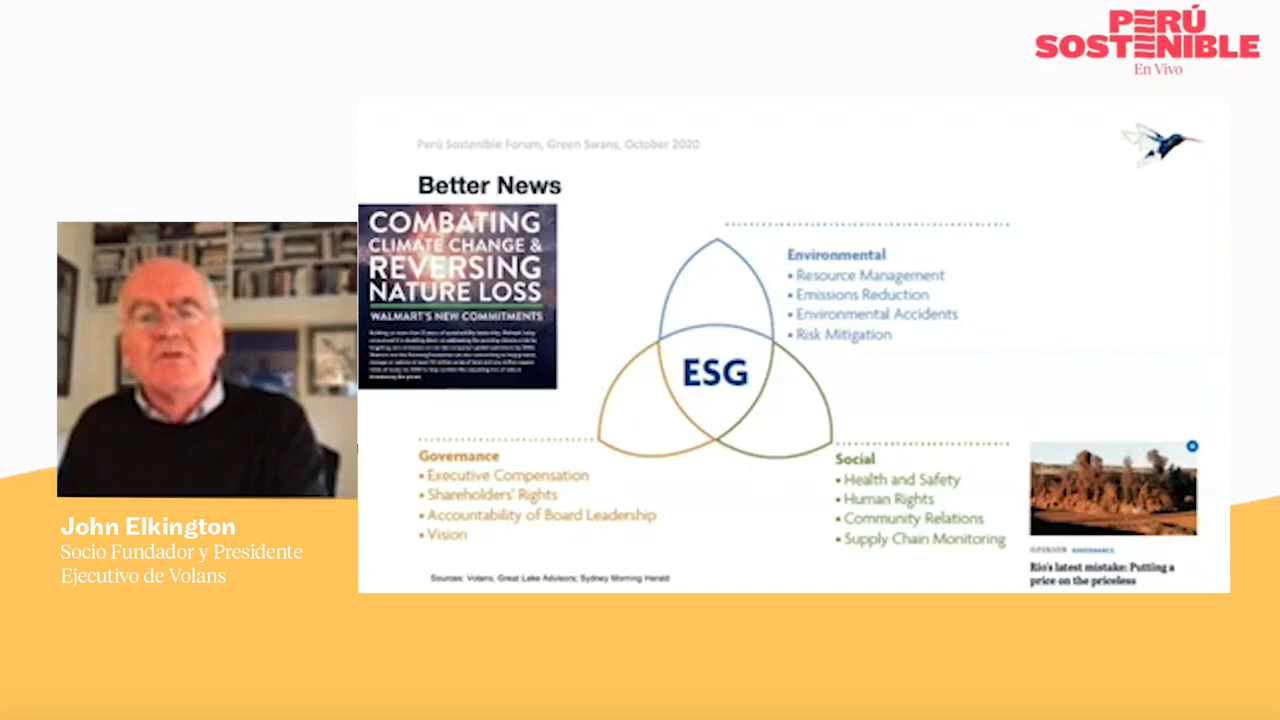 PERÚ
SOSTENIBLE
En Vivo
Perú Sostenible Forum, Green Swans, October 2020
Better News
COMBATING
CLIMATE CHANGE &
REVERSING
NATURE LOSS
WALMART'S NEW COMMITMENTS
Environmental
• Resource Management
• Emissions Reduction
• Environmental Accidents
• Risk Mitigation
ESG
Governance
• Executive Compensation
• Shareholders' Rights
• Accountability of Board Leadership
• Vision
Social
• Health and Safety
• Human Rights
• Community Relations
• Supply Chain Monitoring
OPINION GOVERNANCE
Rio's latest mistake: Putting a
price on the priceless
Sources: Volans; Great Lake Advisors; Sydney Morning Herald
John Elkington
Socio Fundador y Presidente
Ejecutivo de Volans